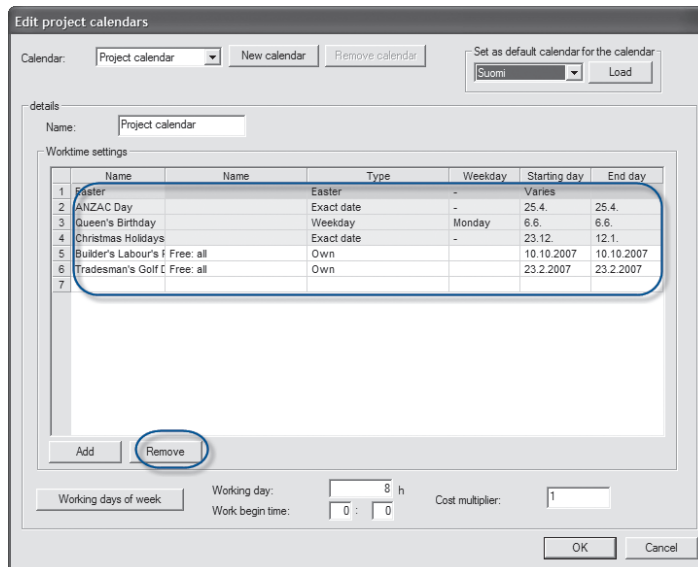 Edit project calendars
Set as default calendar for the calendar
Calendar: Project calendar New calendar Remove calendar Suomi Load
details
Name: Project calendar
Worktime settings
Name Name Type Weekday Starting day End day
1 Easter Easter - Varies
2 ANZAC Day Exact date - 25.4. 25.4.
3 Queen's Birthday Weekday Monday 6.6. 6.6.
4 Christmas Holidays Exact date - 23.12. 12.1.
5 Builder's Labour's Free: all Own 10.10.2007 10.10.2007
6 Tradesman's Golf Free: all Own 23.2.2007 23.2.2007
7
Add Remove
Working days of week Working day: 8 h
Work begin time: 0 : 0 Cost multiplier: 1
OK Cancel